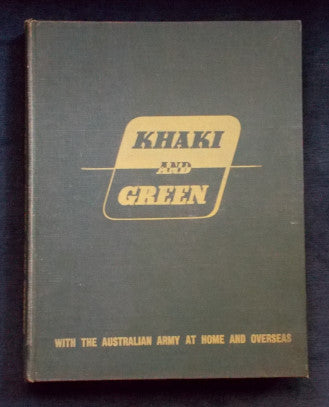 KHAKI
AND
GREEN
WITH THE AUSTRALIAN ARMY AT HOME AND OVERSEAS